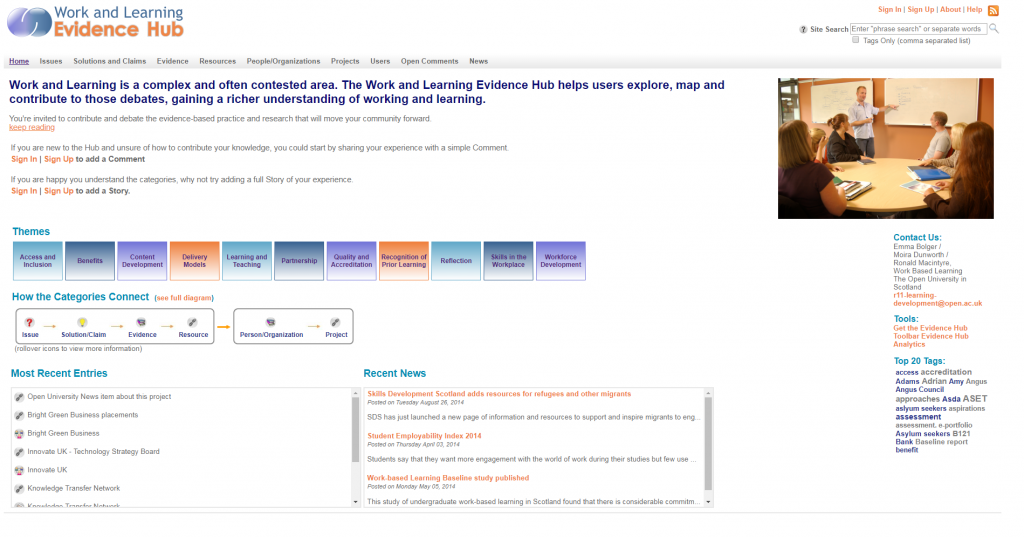 Work and Learning
Evidence Hub
Sign In | Sign Up | About | Help
Site Search Enter "phrase search" or separate words
Tags Only (comma separated list)
Home Issues Solutions and Claims Evidence Resources People/Organizations Projects Users Open Comments News
Work and Learning is a complex and often contested area. The Work and Learning Evidence Hub helps users explore, map and
contribute to those debates, gaining a richer understanding of working and learning.
You're invited to contribute and debate the evidence-based practice and research that will move your community forward.
keep reading
If you are new to the Hub and unsure of how to contribute your knowledge, you could start by sharing your experience with a simple Comment.
Sign In | Sign Up to add a Comment
If you are happy you understand the categories, why not try adding a full Story of your experience.
Sign In | Sign Up to add a Story.
Themes
Access and Inclusion
Benefits
Content Development
Delivery Models
Learning and Teaching
Partnership
Quality and Accreditation
Recognition of Prior Learning
Reflection
Skills in the Workplace
Workforce Development
How the Categories Connect (see full diagram)
Issue Solution/Claim Evidence Resource Person/Organization Project
(rollover icons to view more information)
Most Recent Entries
Open University News item about this project
Bright Green Business placements
Bright Green Business
Innovate UK - Technology Strategy Board
Innovate UK
Knowledge Transfer Network
Knowledge Transfer Network
Recent News
Skills Development Scotland adds resources for refugees and other migrants
Posted on Tuesday August 26, 2014
SDS has just launched a new page of information and resources to support and inspire migrants to eng...
Student Employability Index 2014
Posted on Thursday April 03, 2014
Students say that they want more engagement with the world of work during their studies but few use ...
Work-based Learning Baseline study published
Posted on Monday May 05, 2014
This study of undergraduate work-based learning in Scotland found that there is considerable commitm...
Contact Us:
Emma Bolger /
Moira Dunworth /
Ronald Macintyre,
Work Based Learning
The Open University in
Scotland
r11-learning-
development@open.ac.uk
Tools:
Get the Evidence Hub
Toolbar Evidence Hub
Analytics
Top 20 Tags:
access accreditation
Adams Adrian Amy Angus
Angus Council
approaches Asda ASET
aslyum seekers aspirations
assessment
assessment. e.portfolio
Asylum seekers B121
Bank Baseline report
benefit